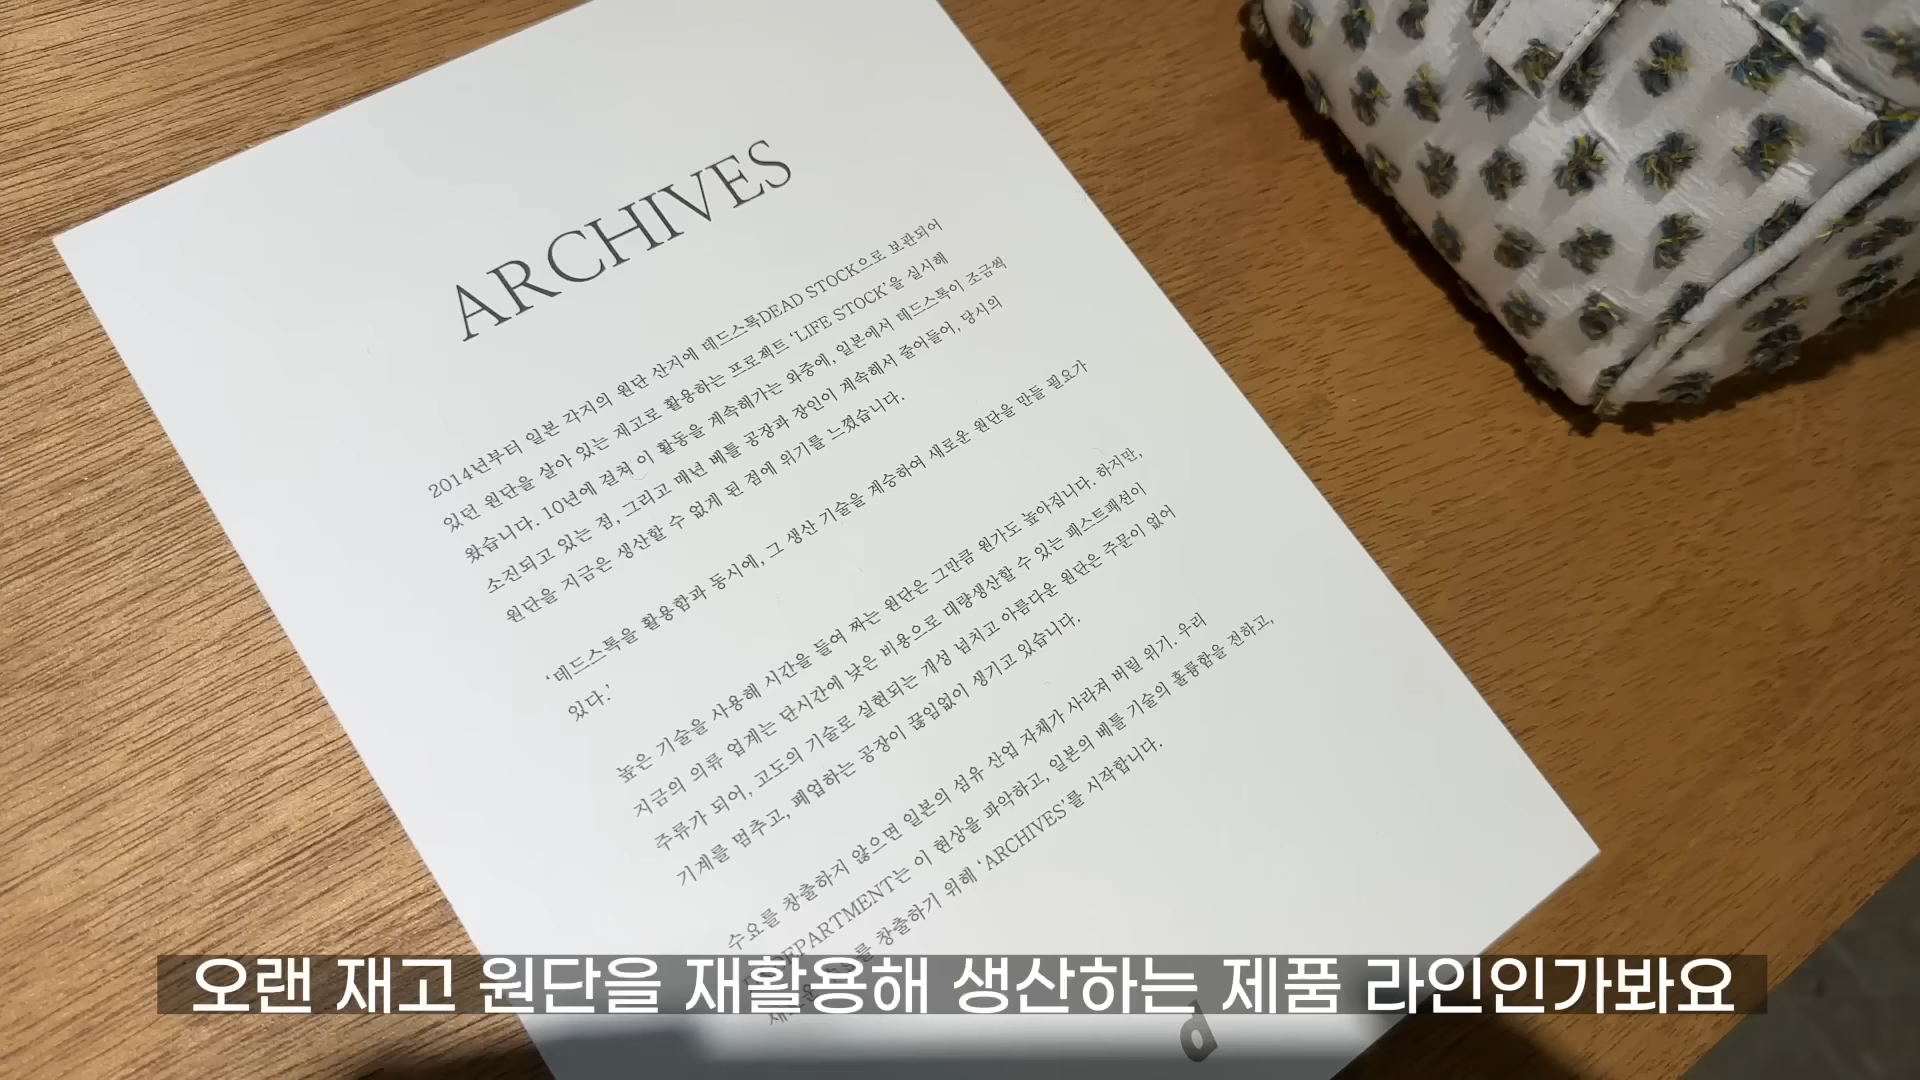 ARCHIVES
2014년부터 일본 각지의 원단 산지에 데드스톡DEAD STOCK으로 보관되어
있던 원단을 살아 있는 재고로 활용하는 프로젝트 ‘LIFE STOCK’을 실시해
왔습니다. 10년에 걸쳐 이 활동을 계속해가는 와중에, 일본에서 데드스톡이 조금씩
소진되고 있는 점, 그리고 매년 베틀 공장과 장인이 계속해서 줄어들어, 당시의
원단을 지금은 생산할 수 없게 된 점에 위기를 느꼈습니다.
‘데드스톡을 활용함과 동시에, 그 생산 기술을 계승하여 새로운 원단을 만들 필요가
있다.’
높은 기술을 사용해 시간을 들여 짜는 원단은 그만큼 원가도 높아집니다. 하지만,
지금의 의류 업계는 단시간에 낮은 비용으로 대량생산할 수 있는 패스트패션이
주류가 되어, 고도의 기술로 실현되는 개성 넘치고 아름다운 원단은 주문이 없어
기계를 멈추고, 폐업하는 공장이 끊임없이 생기고 있습니다.
수요를 창출하지 않으면 일본의 섬유 산업 자체가 사라져 버릴 위기. 우리
DEPARTMENT는 이 현상을 파악하고, 일본의 베틀 기술의 훌륭함을 전하고,
창출하기 위해 ‘ARCHIVES’를 시작합니다.
오랜 재고 원단을 재활용해 생산하는 제품 라인인가봐요
d